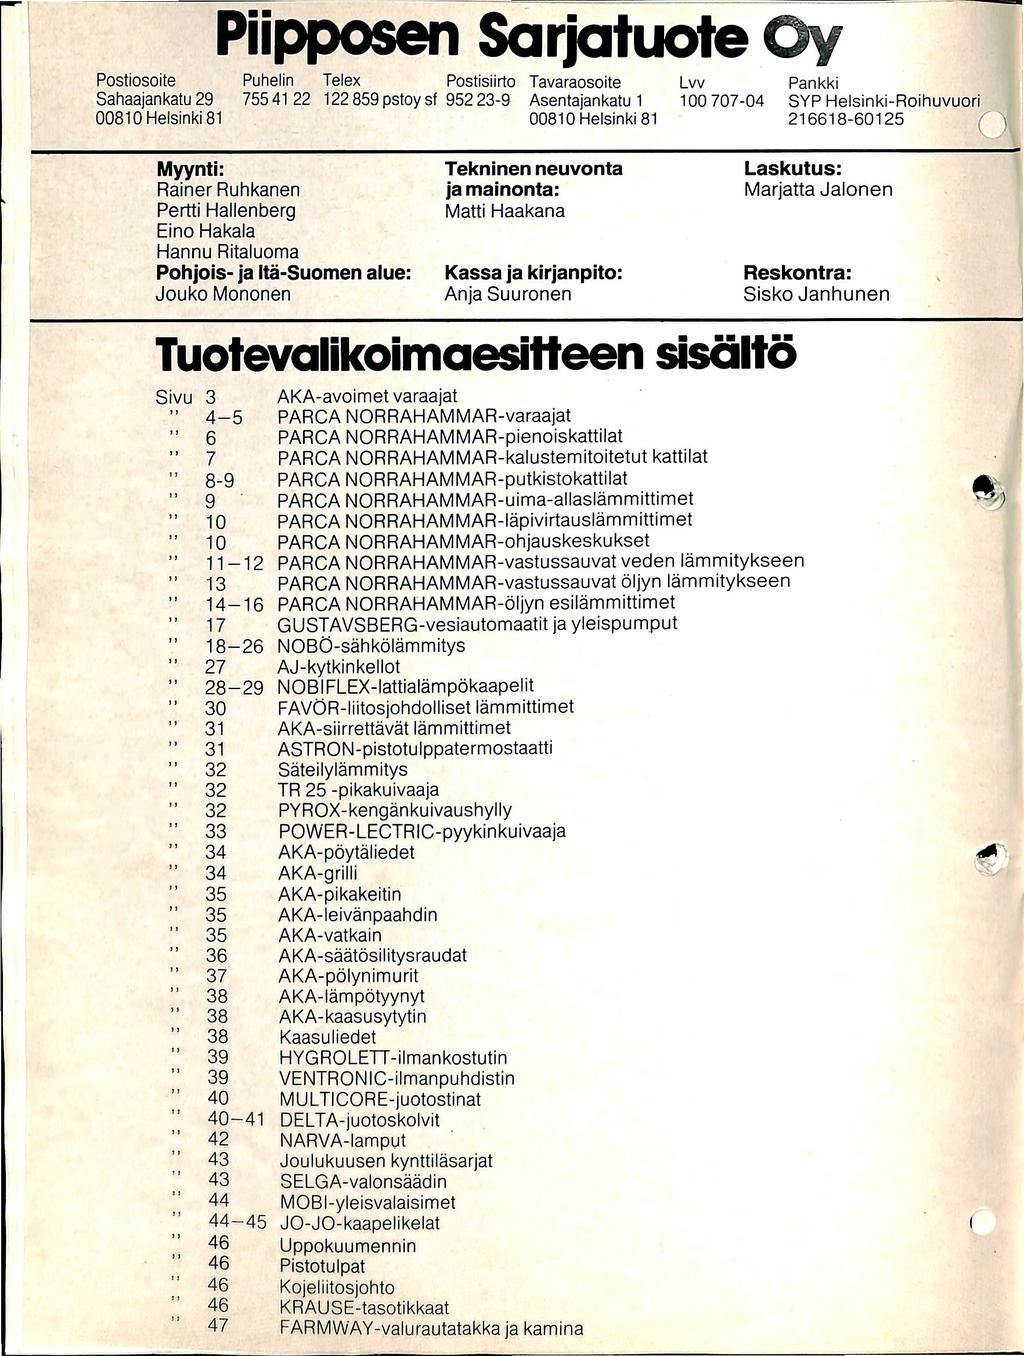 Piipposen Sarjatuote Oy
Postiosoite Puhelin Telex Postisiirto Tavaraosoite Lvv Pankki
Sahaajankatu 29 755 41 22 122 859 pstoy sf 952 23-9 Asentajankatu 1 100 707-04 SYP Helsinki-Roihuvuori
00810 Helsinki 81 00810 Helsinki 81 216618-60125
Myynti: Tekninen neuvonta Laskutus:
Rainer Ruhkanen ja mainonta: Marjatta Jalonen
Pertti Hallenberg Matti Haakana
Eino Hakala
Hannu Ritaluoma
Pohjois- ja Itä-Suomen alue: Kassa ja kirjanpito: Reskontra:
Jouko Mononen Anja Suuronen Sisko Janhunen
Tuotevalikoimaesitteen sisältö
Sivu 3 AKA-avoimet varaajat
" 4–5 PARCA NORRAHAMMAR-varaajat
" 6 PARCA NORRAHAMMAR-pienoiskattilat
" 7 PARCA NORRAHAMMAR-kalustemitoitetut kattilat
" 8-9 PARCA NORRAHAMMAR-putkistokattilat
" 9 PARCA NORRAHAMMAR-uima-allaslämmittimet
" 10 PARCA NORRAHAMMAR-läpivirtauslämmittimet
" 10 PARCA NORRAHAMMAR-ohjauskeskukset
" 11–12 PARCA NORRAHAMMAR-vastussauvat veden lämmitykseen
" 13 PARCA NORRAHAMMAR-vastussauvat öljyn lämmitykseen
" 14–16 PARCA NORRAHAMMAR-öljyn esilämmittimet
" 17 GUSTAVSBERG-vesiautomaatit ja yleispumput
" 18–26 NOBÖ-sähkölämmitys
" 27 AJ-kytkinkellot
" 28–29 NOBIFLEX-lattialämpökaapelit
" 30 FAVÖR-liitosjohdolliset lämmittimet
" 31 AKA-siirrettävät lämmittimet
" 31 ASTRON-pistotulppatermostaatti
" 32 Säteilylämmitys
" 32 TR 25 -pikakuivaaja
" 32 PYROX-kengänkuivaushylly
" 33 POWER-LECTRIC-pyykinkuivaaja
" 34 AKA-pöytäliedet
" 34 AKA-grilli
" 35 AKA-pikakeitin
" 35 AKA-leivänpaahdin
" 35 AKA-vatkain
" 36 AKA-säätösilitysraudat
" 37 AKA-pölynimurit
" 38 AKA-lämpötyynyt
" 38 AKA-kaasusytytin
" 38 Kaasuliedet
" 39 HYGROLETT-ilmankostutin
" 39 VENTRONIC-ilmanpuhdistin
" 40 MULTICORE-juotostinat
" 40–41 DELTA-juotoskolvit
" 42 NARVA-lamput
" 43 Joulukuusen kynttiläsarjat
" 43 SELGA-valonsäädin
" 44 MOBI-yleisvalaisimet
" 44–45 JO-JO-kaapelikelat
" 46 Uppokuumennin
" 46 Pistotulpat
" 46 Kojeliitosjohto
" 46 KRAUSE-tasotikkaat
" 47 FARMWAY-valurautatakka ja kamina